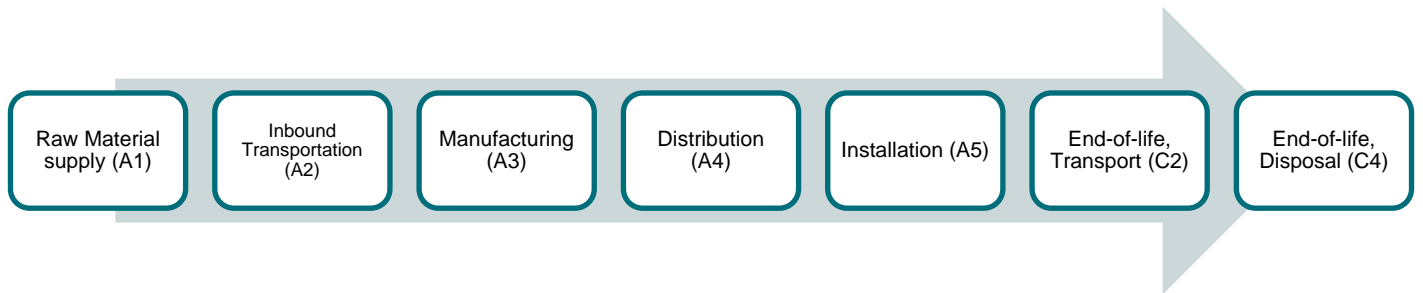 Raw Material
supply (A1)
Inbound
Transportation
(A2)
Manufacturing
(A3)
Distribution
(A4)
Installation (A5)
End-of-life,
Transport (C2)
End-of-life,
Disposal (C4)